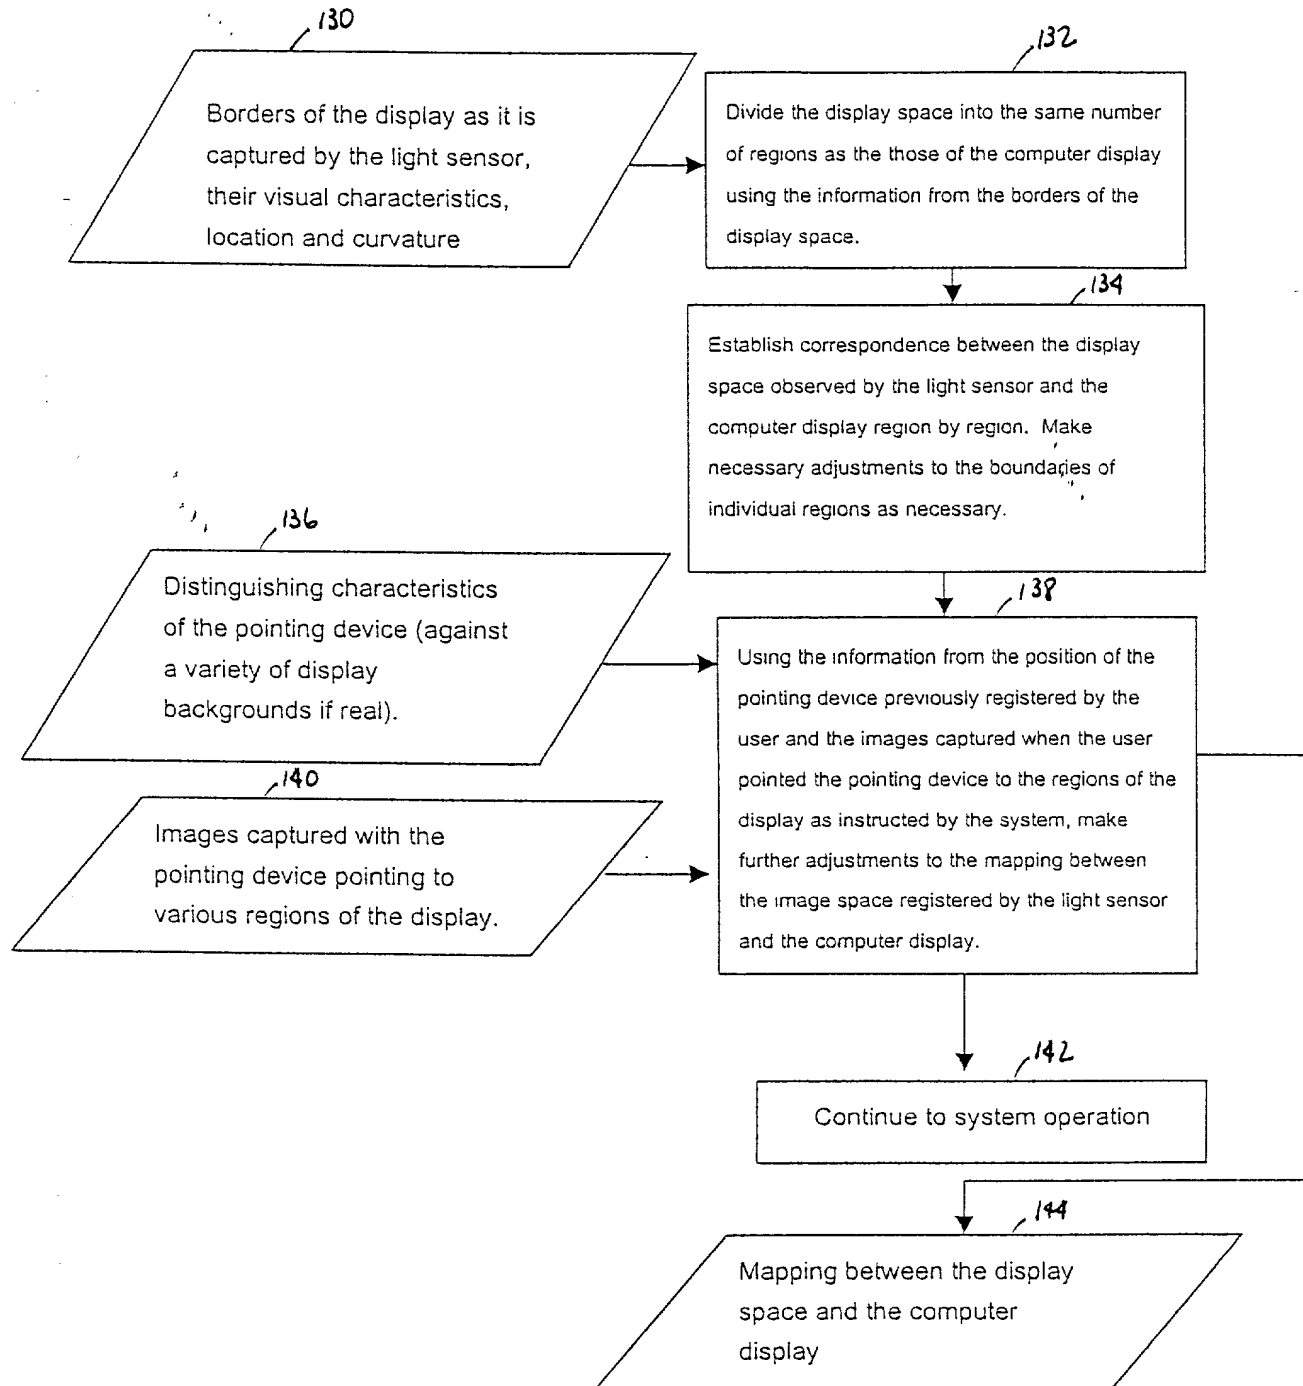 130
Borders of the display as it is
captured by the light sensor,
their visual characteristics,
location and curvature
132
Divide the display space into the same number
of regions as the those of the computer display
using the information from the borders of the
display space.
134
Establish correspondence between the display
space observed by the light sensor and the
computer display region by region. Make
necessary adjustments to the boundaries of
individual regions as necessary.
136
Distinguishing characteristics
of the pointing device (against
a variety of display
backgrounds if real).
138
Using the information from the position of the
pointing device previously registered by the
user and the images captured when the user
pointed the pointing device to the regions of the
display as instructed by the system, make
further adjustments to the mapping between
the image space registered by the light sensor
and the computer display.
140
Images captured with the
pointing device pointing to
various regions of the display.
142
Continue to system operation
144
Mapping between the display
space and the computer
display